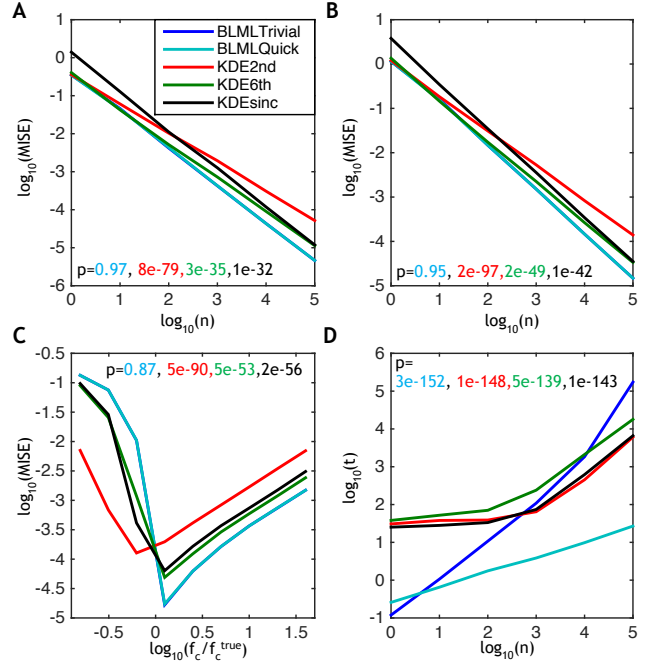 A
B
1
0
-1
-2
-3
-4
-5
-6
log10(MISE)
BLMLTrivial
BLMLQuick
KDE2nd
KDE6th
KDEsinc
p=0.97, 8e-79,3e-35,1e-32
0 1 2 3 4 5
log10(n)
2
1
0
-1
-2
-3
-4
-5
log10(MISE)
p=0.95, 2e-97,2e-49,1e-42
0 1 2 3 4 5
log10(n)
C
D
-0.5
-1
-1.5
-2
-2.5
-3
-3.5
-4
-4.5
-5
log10(MISE)
p=0.87, 5e-90,5e-53,2e-56
-0.5 0 0.5 1 1.5
log10(fc/fc^true)
6
5
4
3
2
1
0
-1
log10(t)
p=
3e-152, 1e-148,5e-139,1e-143
0 1 2 3 4 5
log10(n)